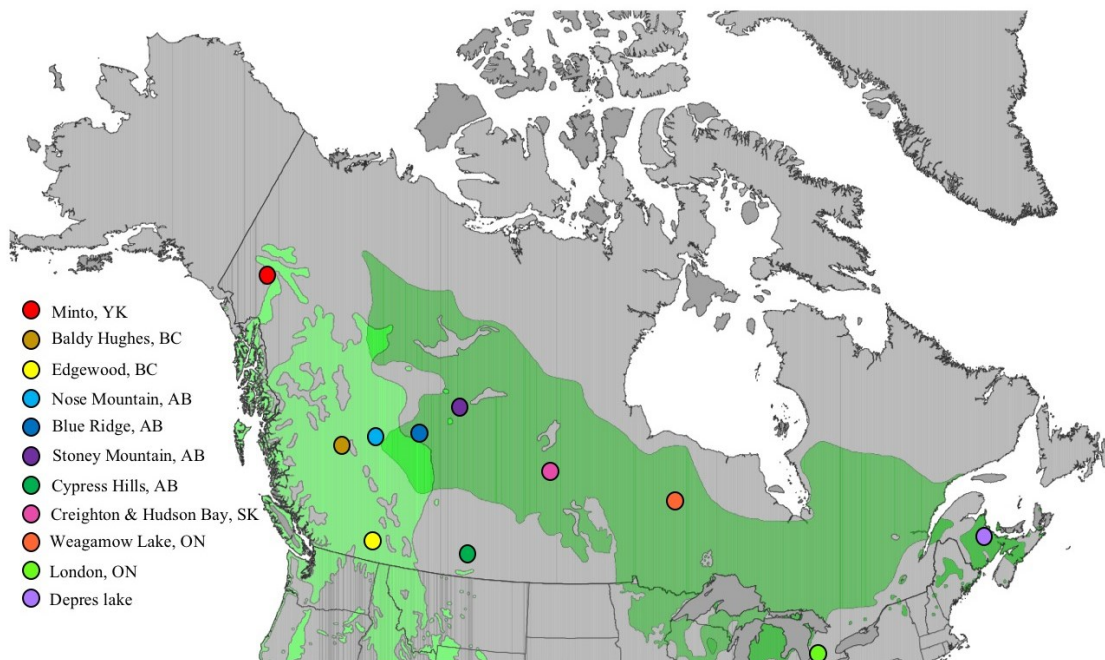 Minto, YK
Baldy Hughes, BC
Edgewood, BC
Nose Mountain, AB
Blue Ridge, AB
Stoney Mountain, AB
Cypress Hills, AB
Creighton & Hudson Bay, SK
Weagamow Lake, ON
London, ON
Depres lake